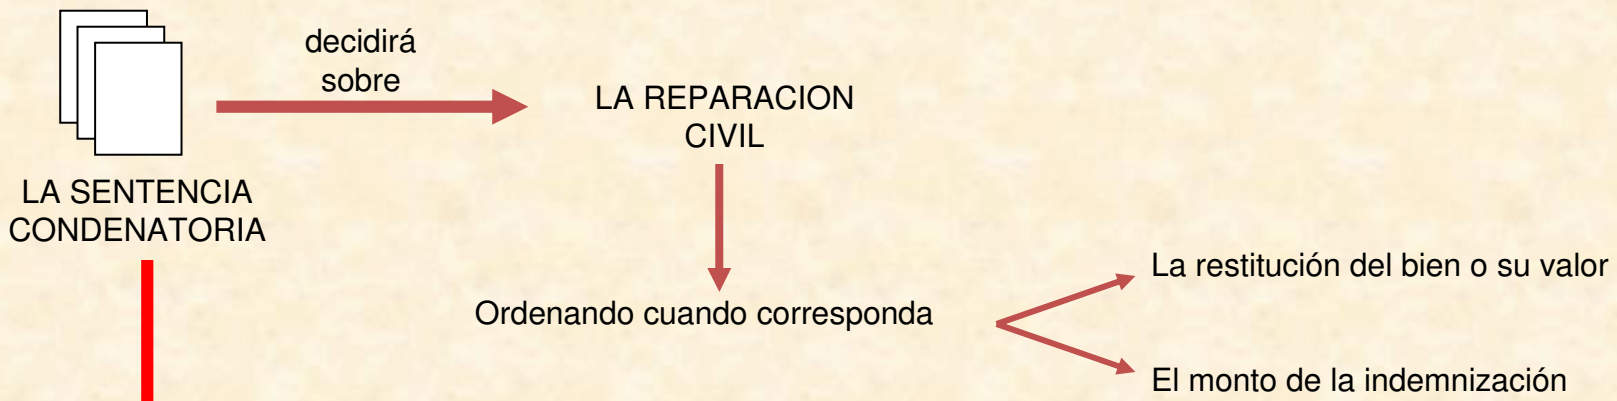 decidirá
sobre
LA REPARACION
CIVIL
LA SENTENCIA
CONDENATORIA
Ordenando cuando corresponda
La restitución del bien o su valor
El monto de la indemnización